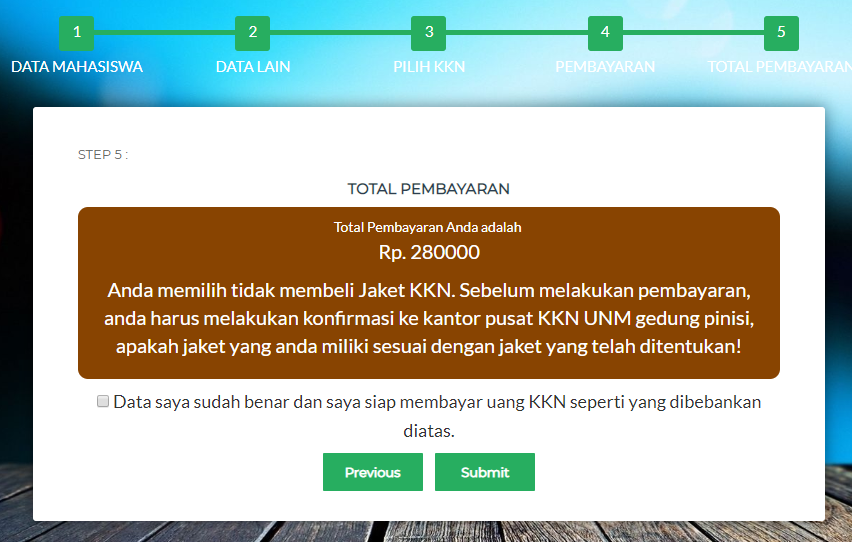 1 2 3 4 5
DATA MAHASISWA DATA LAIN PILIH KKN PEMBAYARAN TOTAL PEMBAYARAN
STEP 5 :
TOTAL PEMBAYARAN
Total Pembayaran Anda adalah
Rp. 280000
Anda memilih tidak membeli Jaket KKN. Sebelum melakukan pembayaran,
anda harus melakukan konfirmasi ke kantor pusat KKN UNM gedung pinisi,
apakah jaket yang anda miliki sesuai dengan jaket yang telah ditentukan!
Data saya sudah benar dan saya siap membayar uang KKN seperti yang dibebankan
diatas.
Previous Submit